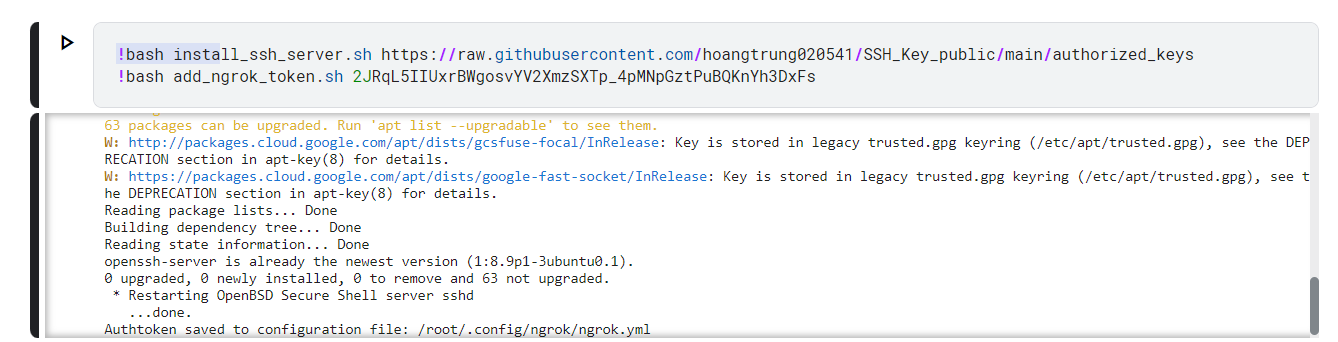 !bash install_ssh_server.sh https://raw.githubusercontent.com/hoangtrung020541/SSH_Key_public/main/authorized_keys
!bash add_ngrok_token.sh 2JRqL5IIUxrBWgosvYV2XmzSXTp_4pMNpGztPuBQKnYh3DxFs
63 packages can be upgraded. Run 'apt list --upgradable' to see them.
W: http://packages.cloud.google.com/apt/dists/gcsfuse-focal/InRelease: Key is stored in legacy trusted.gpg keyring (/etc/apt/trusted.gpg), see the DEP
RECATION section in apt-key(8) for details.
W: https://packages.cloud.google.com/apt/dists/google-fast-socket/InRelease: Key is stored in legacy trusted.gpg keyring (/etc/apt/trusted.gpg), see t
he DEPRECATION section in apt-key(8) for details.
Reading package lists... Done
Building dependency tree... Done
Reading state information... Done
openssh-server is already the newest version (1:8.9p1-3ubuntu0.1).
0 upgraded, 0 newly installed, 0 to remove and 63 not upgraded.
* Restarting OpenBSD Secure Shell server sshd
...done.
Authtoken saved to configuration file: /root/.config/ngrok/ngrok.yml